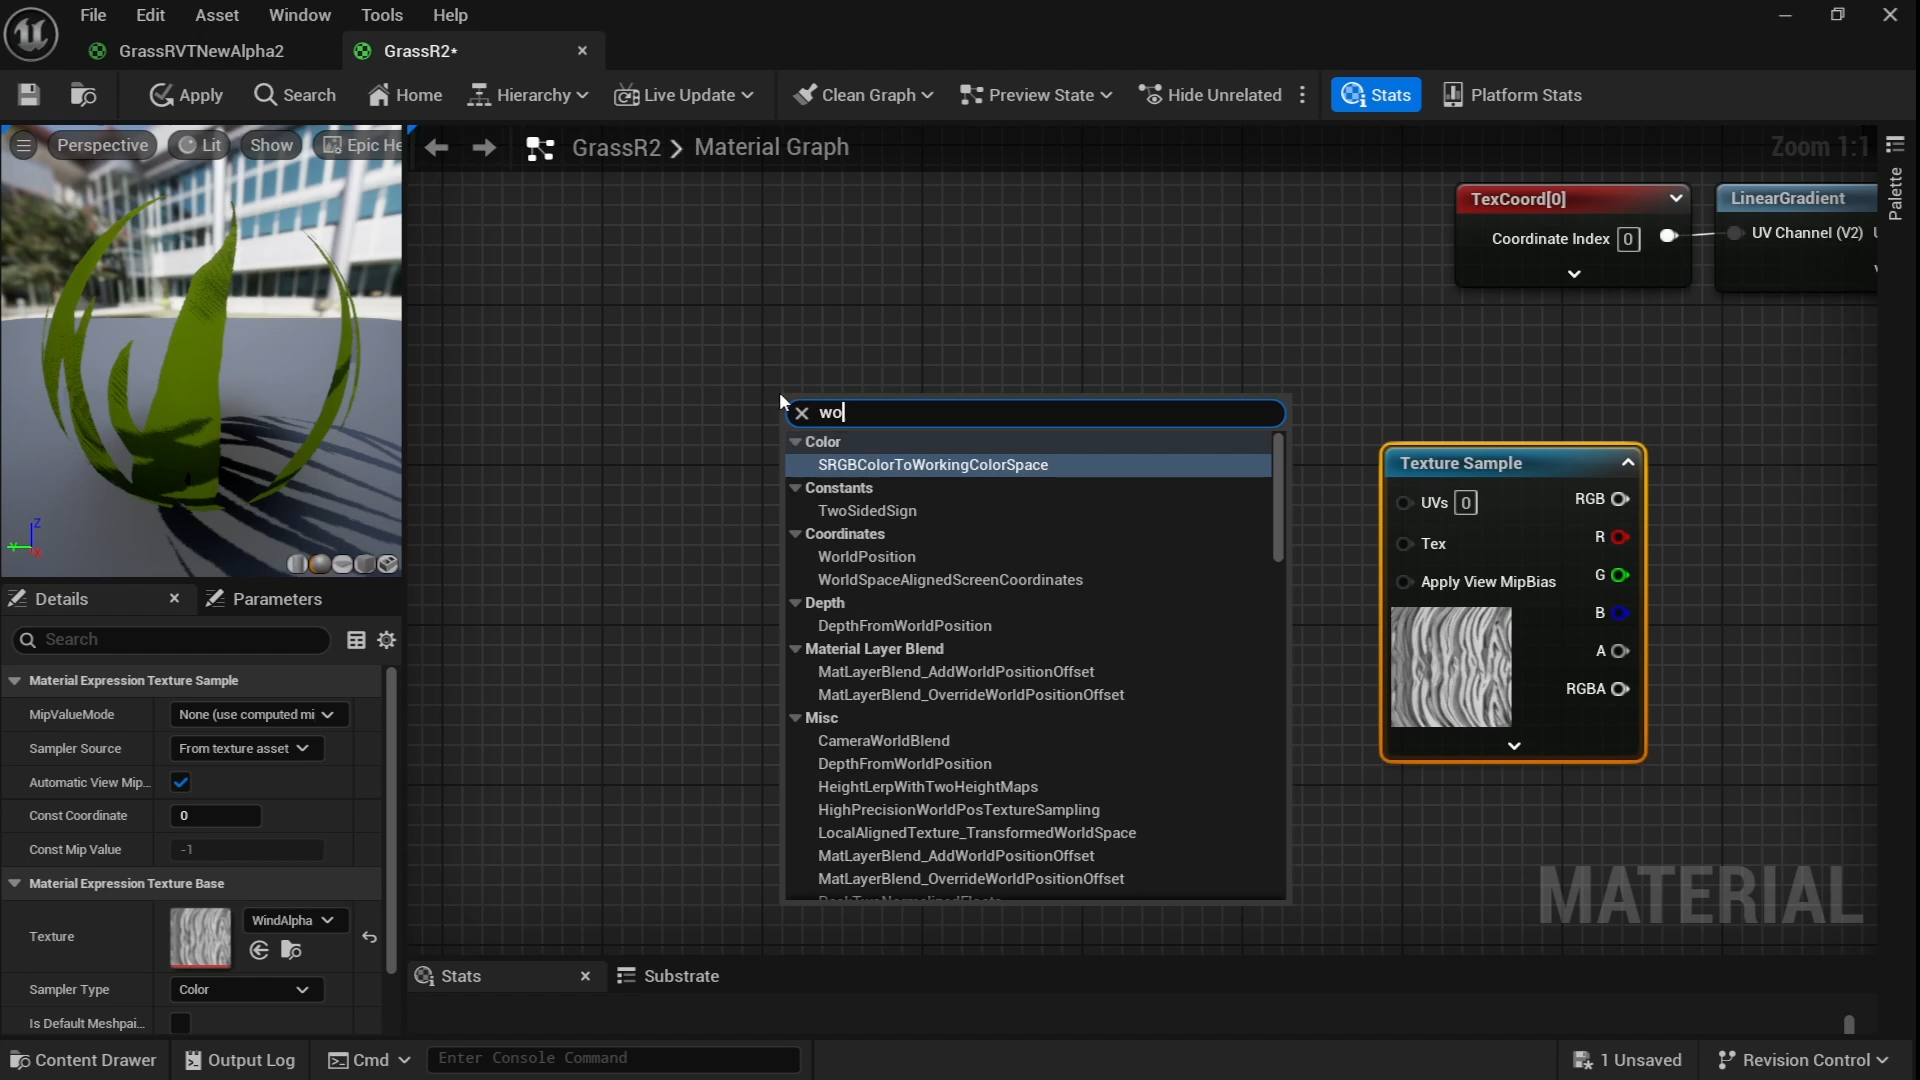 File Edit Asset Window Tools Help
GrassRVTNewAlpha2
GrassR2*
Apply Search Home Hierarchy Live Update Clean Graph Preview State Hide Unrelated Stats Platform Stats
Perspective Lit Show Epic He
GrassR2 > Material Graph
Zoom 1:1
Palette
TexCoord[0]
Coordinate Index 0
LinearGradient
UV Channel (V2)
wo
Color
SRGBColorToWorkingColorSpace
Constants
TwoSidedSign
Coordinates
WorldPosition
WorldSpaceAlignedScreenCoordinates
Depth
DepthFromWorldPosition
Material Layer Blend
MatLayerBlend_AddWorldPositionOffset
MatLayerBlend_OverrideWorldPositionOffset
Misc
CameraWorldBlend
DepthFromWorldPosition
HeightLerpWithTwoHeightMaps
HighPrecisionWorldPosTextureSampling
LocalAlignedTexture_TransformedWorldSpace
MatLayerBlend_AddWorldPositionOffset
MatLayerBlend_OverrideWorldPositionOffset
Texture Sample
UVs 0
RGB
R
Tex
G
Apply View MipBias
B
A
RGBA
MATERIAL
Z
Details
Parameters
Search
Material Expression Texture Sample
MipValueMode None (use computed mi
Sampler Source From texture asset
Automatic View Mip...
Const Coordinate 0
Const Mip Value -1
Material Expression Texture Base
Texture WindAlpha
Sampler Type Color
Is Default Meshpai...
Stats
Substrate
Content Drawer Output Log Cmd Enter Console Command 1 Unsaved Revision Control